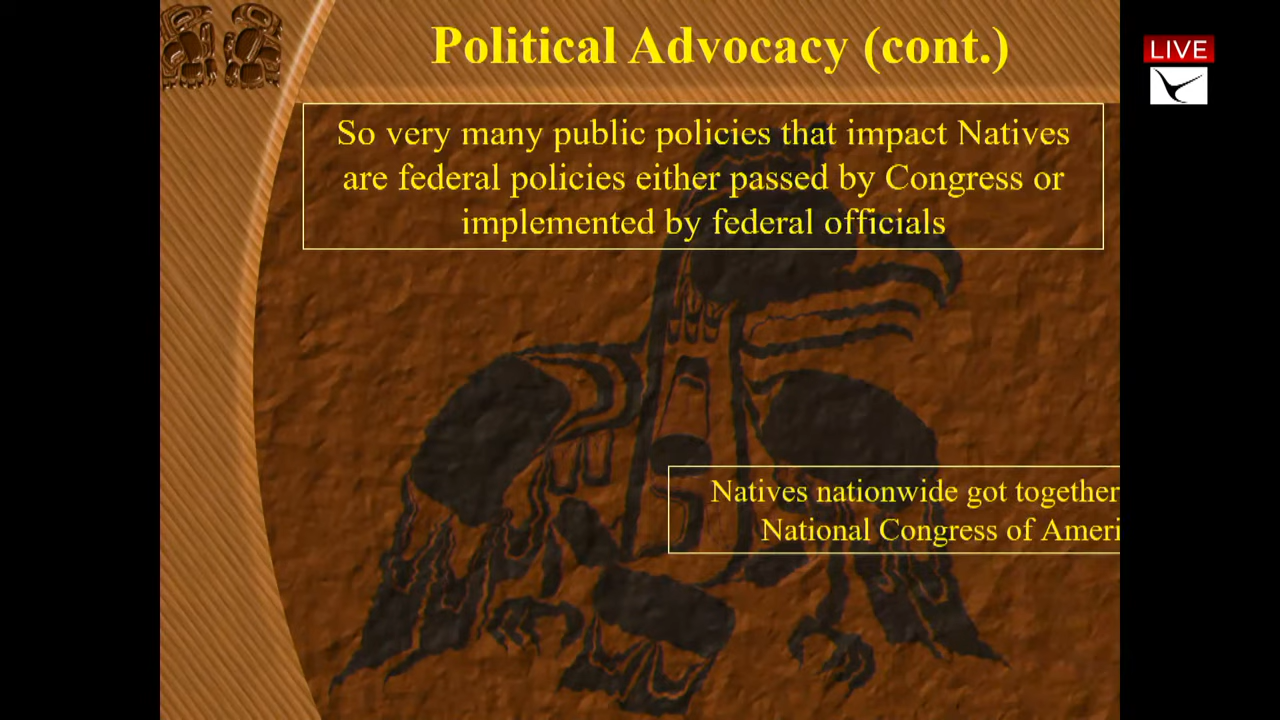 Political Advocacy (cont.)
LIVE
So very many public policies that impact Natives
are federal policies either passed by Congress or
implemented by federal officials
Natives nationwide got together
National Congress of Ameri